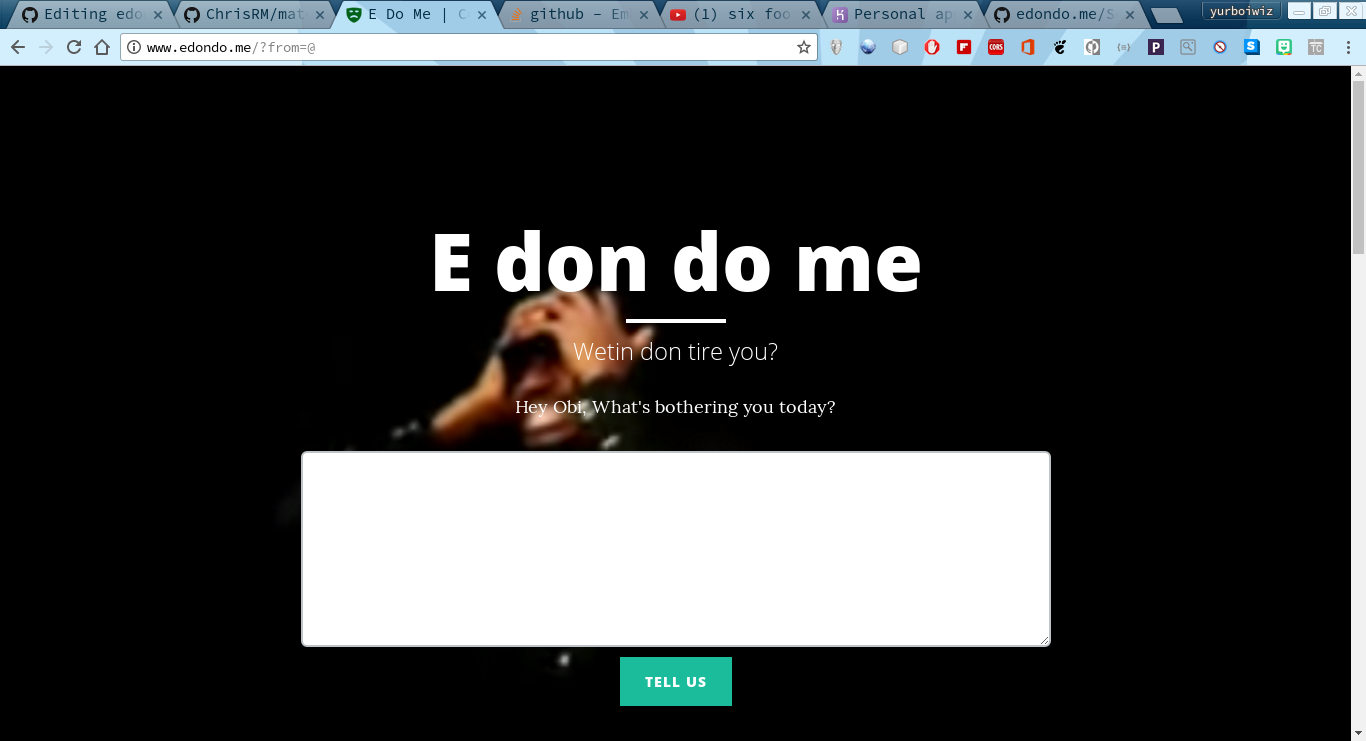 Editing edo
ChrisRM/mat
E Do Me | C
github - Em
(1) six foo
Personal ap
edondo.me/S
yurboiwiz
www.edondo.me/?from=@
CORS
E don do me
Wetin don tire you?
Hey Obi, What's bothering you today?
TELL US